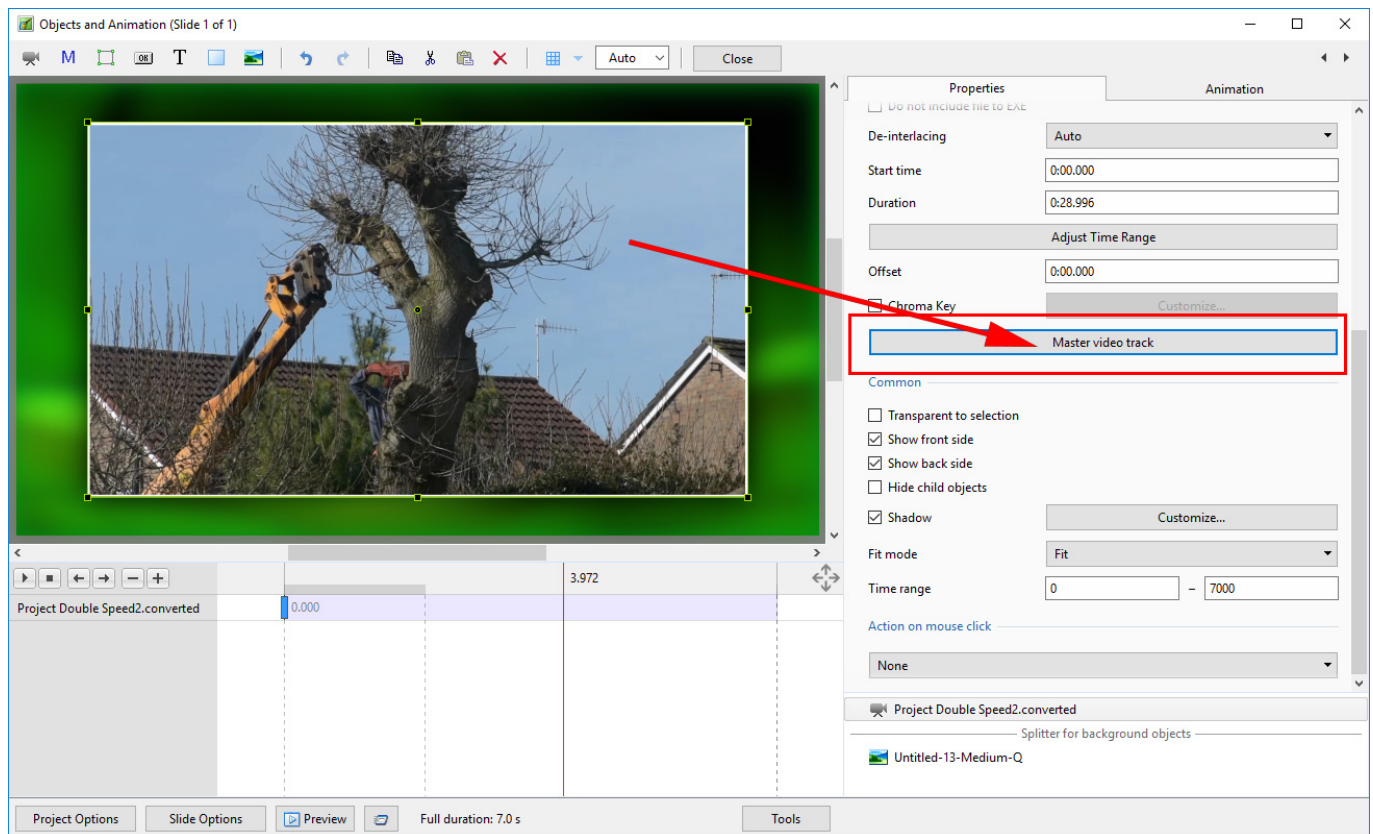 Objects and Animation (Slide 1 of 1)
M OK T Auto Close
Properties Animation
Do not include file to EXE
De-interlacing Auto
Start time 0:00.000
Duration 0:28.996
Adjust Time Range
Offset 0:00.000
Chroma Key Customize...
Master video track
Common
Transparent to selection
Show front side
Show back side
Hide child objects
Shadow Customize...
Fit mode Fit
Time range 0 – 7000
Action on mouse click
None
3.972
Project Double Speed2.converted 0.000
Project Double Speed2.converted
Splitter for background objects
Untitled-13-Medium-Q
Project Options Slide Options Preview Full duration: 7.0 s Tools